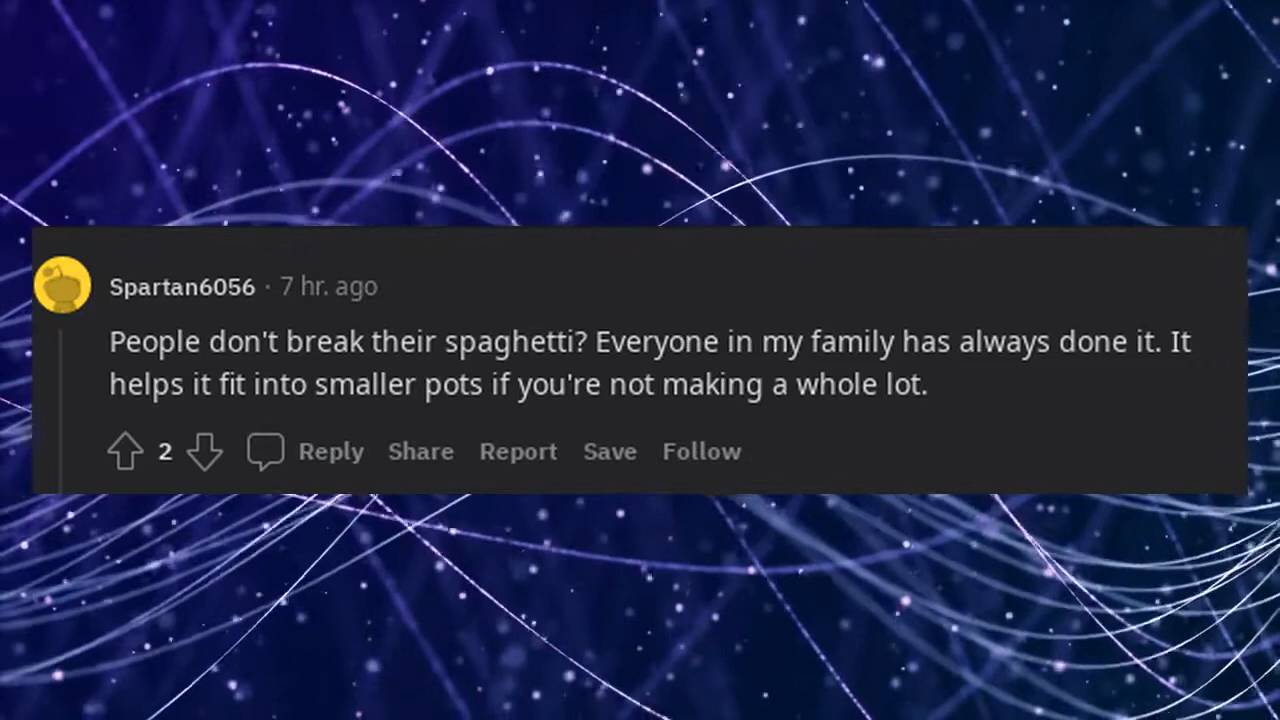 Spartan6056 · 7 hr. ago
People don't break their spaghetti? Everyone in my family has always done it. It
helps it fit into smaller pots if you're not making a whole lot.
2 Reply Share Report Save Follow